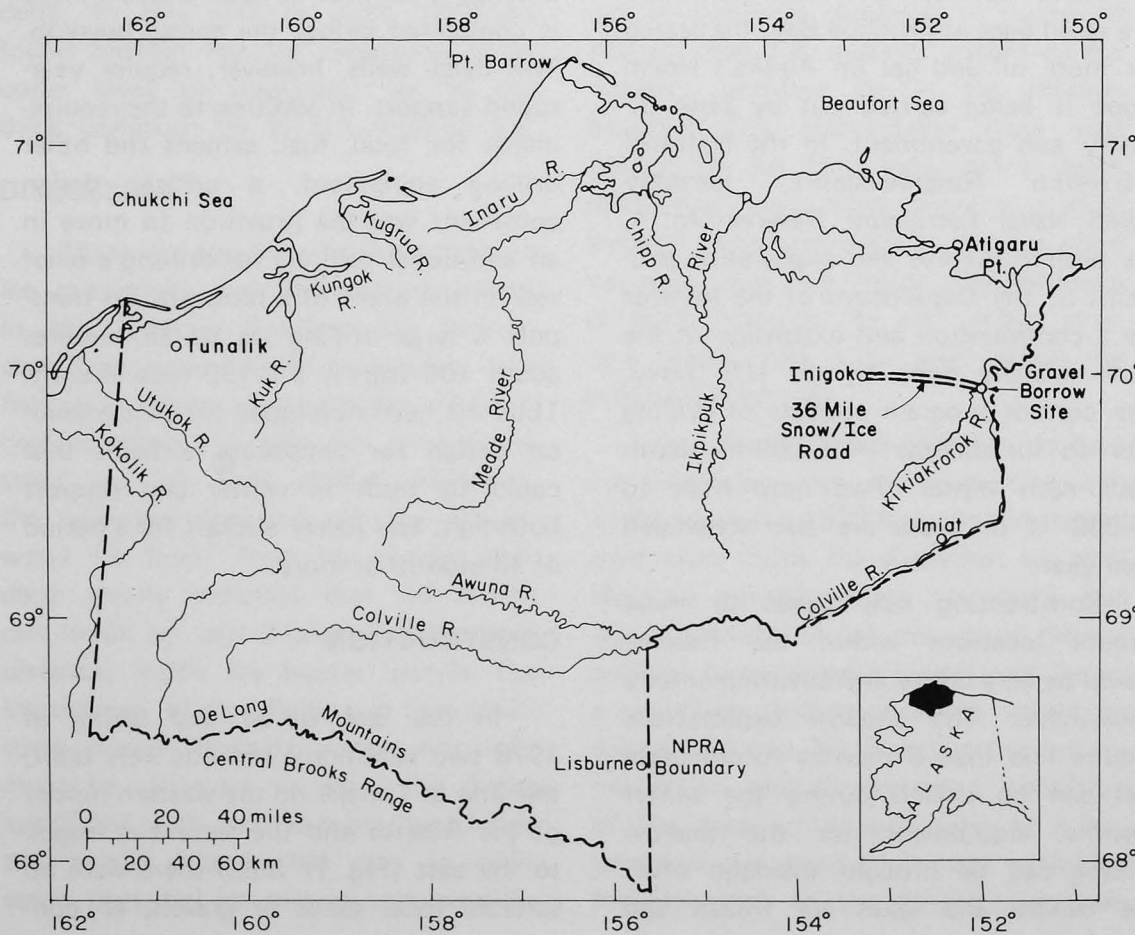 162°
160°
158°
156°
154°
152°
150°
Pt. Barrow
Beaufort Sea
71°
71°
Chukchi Sea
Kugrua R.
Inaru R.
Chipp R.
River
Ikpikpuk
Atigaru
Pt.
Kungok
R.
Tunalik
70°
70°
Inigok
Gravel
Borrow
Site
36 Mile
Snow/Ice
Road
Utukok R.
Kuk R.
Meade River
Kokolik R.
Kikiakrorak R.
Umiat
Awuna R.
Colville R.
Colville R.
69°
69°
DeLong
Mountains
Central Brooks Range
NPRA
Lisburne
Boundary
ALASKA
0 20 40 miles
0 20 40 60 km
68°
68°
162°
160°
158°
156°
154°
152°